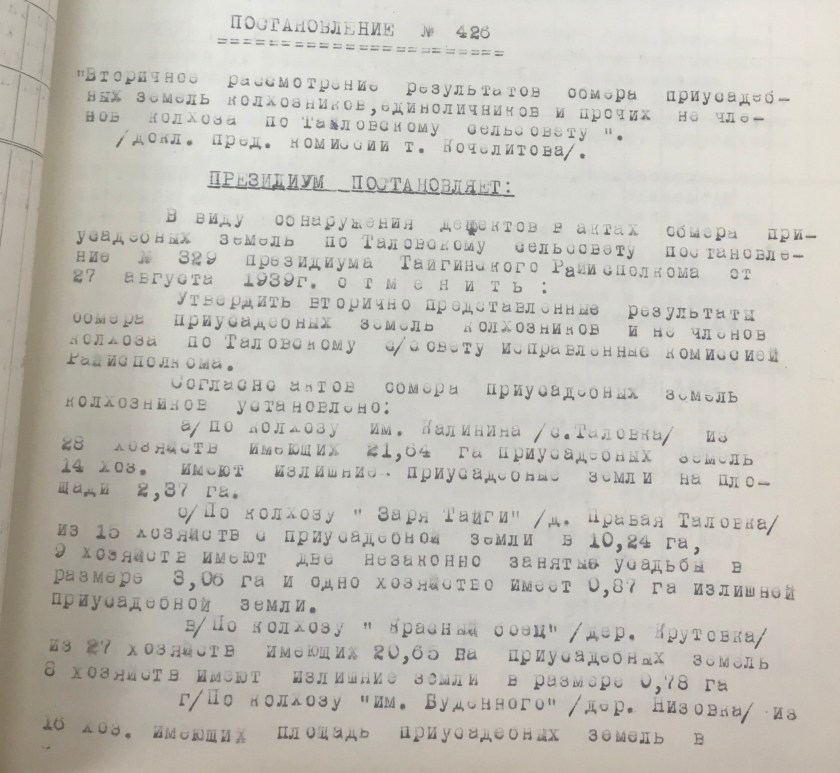 ПОСТАНОВЛЕНИЕ № 426
==========================
"Вторичное рассмотрение результатов обмера приусадеб-
ных земель колхозников,единоличников и прочих не чле-
нов колхоза по Таловскому сельсовету ".
/докл. пред. комиссии т. Кочелитова/.
ПРЕЗИДИУМ ПОСТАНОВЛЯЕТ:
В виду обнаружения дефектов в актах обмера при-
усадебных земель по Таловскому сельсовету постановле-
ние № 329 президиума Тайгинского Райисполкома от
27 августа 1939г. о т м е н и т ь :
Утвердить вторично представленные результаты
обмера приусадебных земель колхозников и не членов
колхоза по Таловскому с/совету исправленные комиссией
Райисполкома.
Согласно актов обмера приусадебных земель
колхозников установлено:
а/по колхозу им. Калинина /с.Таловка/ из
28 хозяйств имеющих 21,64 га приусадебных земель
14 хоз. имеют излишние приусадебные земли на пло-
щади 2,37 га.
б/По колхозу " Заря Тайги" /д. Правая Таловка/
из 15 хозяйств с приусадебной земли в 10,24 га,
9 хозяйств имеют две незаконно занятые усадьбы в
размере 3,06 га и одно хозяйство имеет 0,87 га излишней
приусадебной земли.
в/По колхозу " Красный боец" /дер. Крутовка/
из 27 хозяйств имеющих 20,65 га приусадебных земель
8 хозяйств имеют излишние земли в размере 0,78 га
г/По колхозу "им. Буденного" /дер. Низовка/ из
16 хоз. имеющих площадь приусадебных земель в